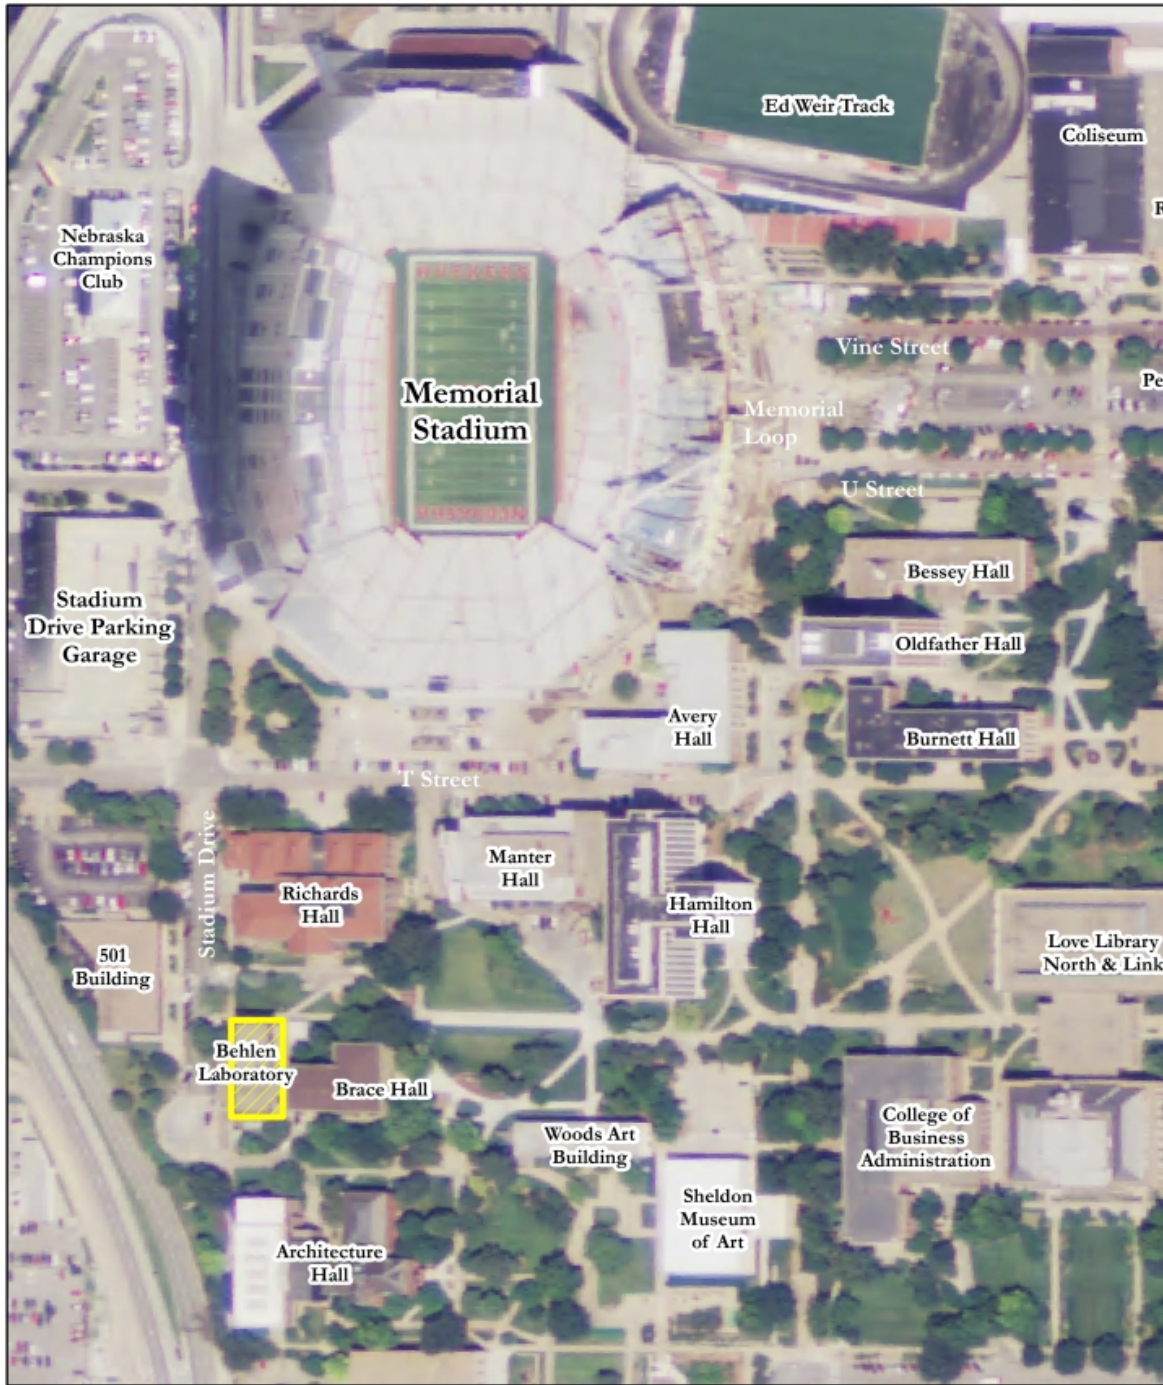 Ed Weir Track
Coliseum
R
Nebraska
Champions
Club
HUSKERS
Vine Street
Pe
Memorial
Stadium
Memorial
Loop
U Street
NEBRASKA
Bessey Hall
Stadium
Drive Parking
Garage
Oldfather Hall
Avery
Hall
Burnett Hall
T Street
Stadium Drive
Manter
Hall
Richards
Hall
Hamilton
Hall
501
Building
Love Library
North & Link
Behlen
Laboratory
Brace Hall
College of
Business
Administration
Woods Art
Building
Sheldon
Museum
of Art
Architecture
Hall